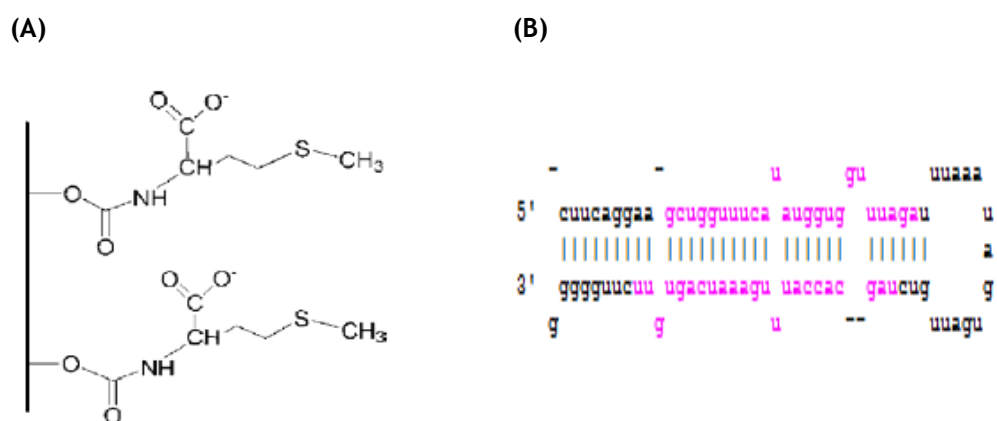 (A)
(B)
O O-
C
CH S CH3
O NH
O
O O-
C
CH S CH3
O NH
O
- - u gu uuaaa
5' cuucaggaa gcugguuuca auggug uuagau u
||||||||| |||||||||| |||||| |||||| a
3' gggguucuu ugacuaaagu uaccac gaucug g
g g u -- uuagu